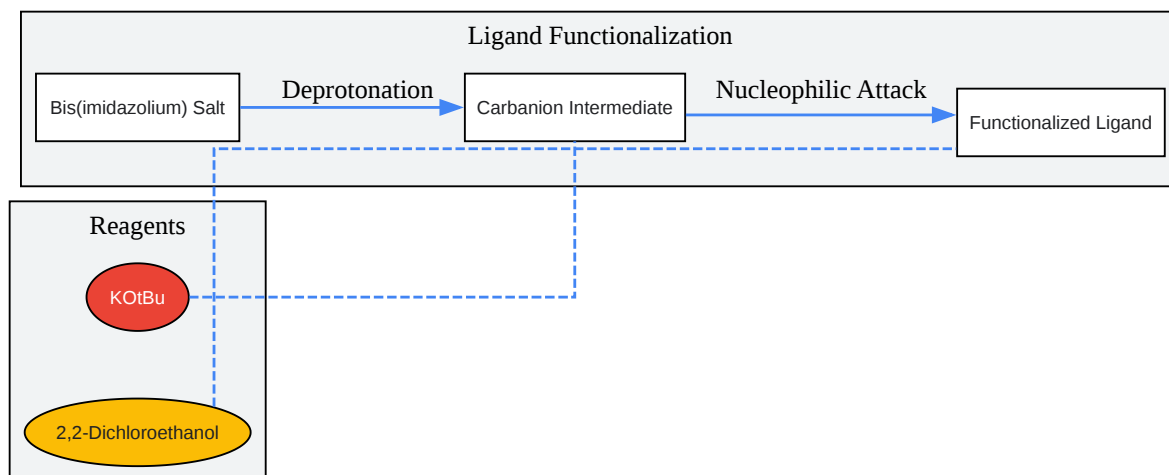 Ligand Functionalization
Deprotonation
Nucleophilic Attack
Bis(imidazolium) Salt
Carbanion Intermediate
Functionalized Ligand
Reagents
KOtBu
2,2-Dichloroethanol